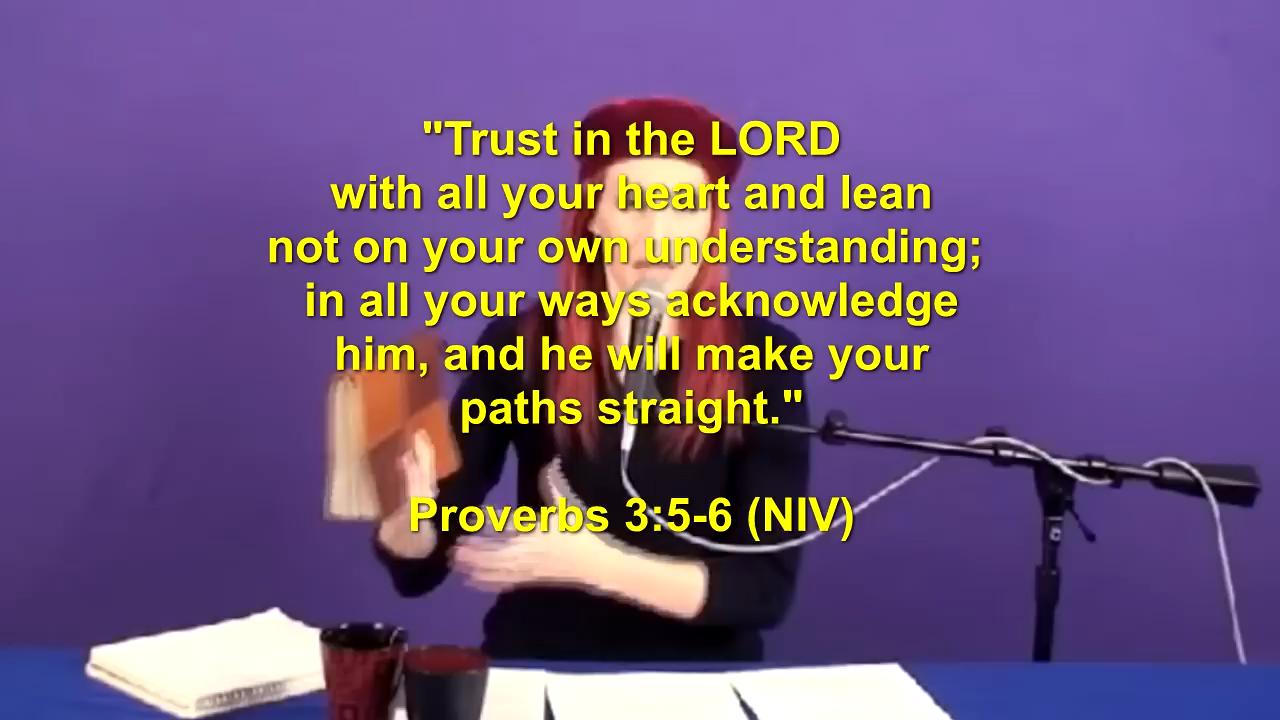 "Trust in the LORD
with all your heart and lean
not on your own understanding;
in all your ways acknowledge
him, and he will make your
paths straight."
Proverbs 3:5-6 (NIV)